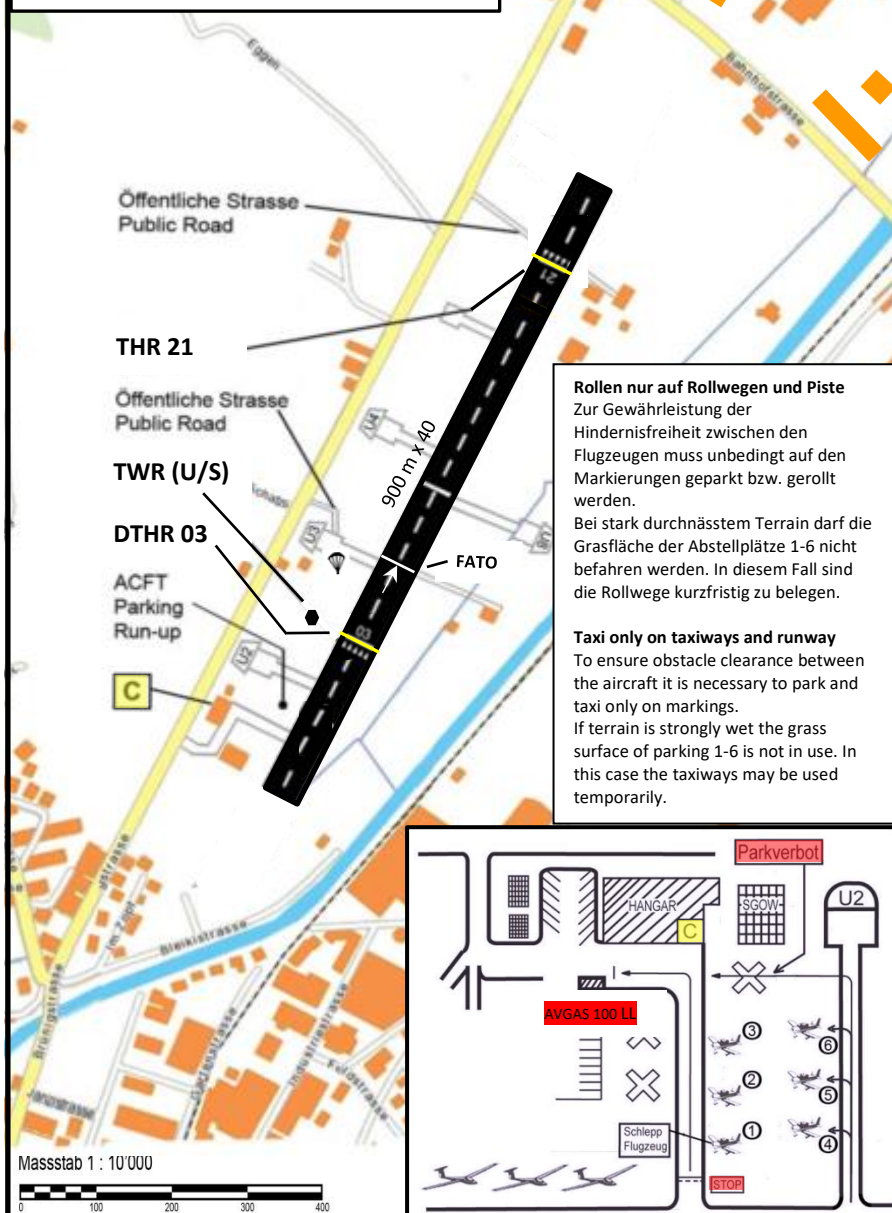 Eggen
Bahnhofstrasse
Öffentliche Strasse
Public Road
21
THR 21
Öffentliche Strasse
Public Road
U4
900 m x 40
TWR (U/S)
U3
U8
DTHR 03
FATO
03
ACFT
Parking
Run-up
U2
C
Rollen nur auf Rollwegen und Piste
Zur Gewährleistung der
Hindernisfreiheit zwischen den
Flugzeugen muss unbedingt auf den
Markierungen geparkt bzw. gerollt
werden.
Bei stark durchnässtem Terrain darf die
Grasfläche der Abstellplätze 1-6 nicht
befahren werden. In diesem Fall sind
die Rollwege kurzfristig zu belegen.
Taxi only on taxiways and runway
To ensure obstacle clearance between
the aircraft it is necessary to park and
taxi only on markings.
If terrain is strongly wet the grass
surface of parking 1-6 is not in use. In
this case the taxiways may be used
temporarily.
Bleikistrasse
Brünigstrasse
Industriestrasse
Gartenstrasse
Feldstrasse
Parkverbot
HANGAR
SGOW
U2
C
AVGAS 100 LL
3
6
2
5
1
4
Schlepp
Flugzeug
STOP
Massstab 1 : 10'000
0 100 200 300 400